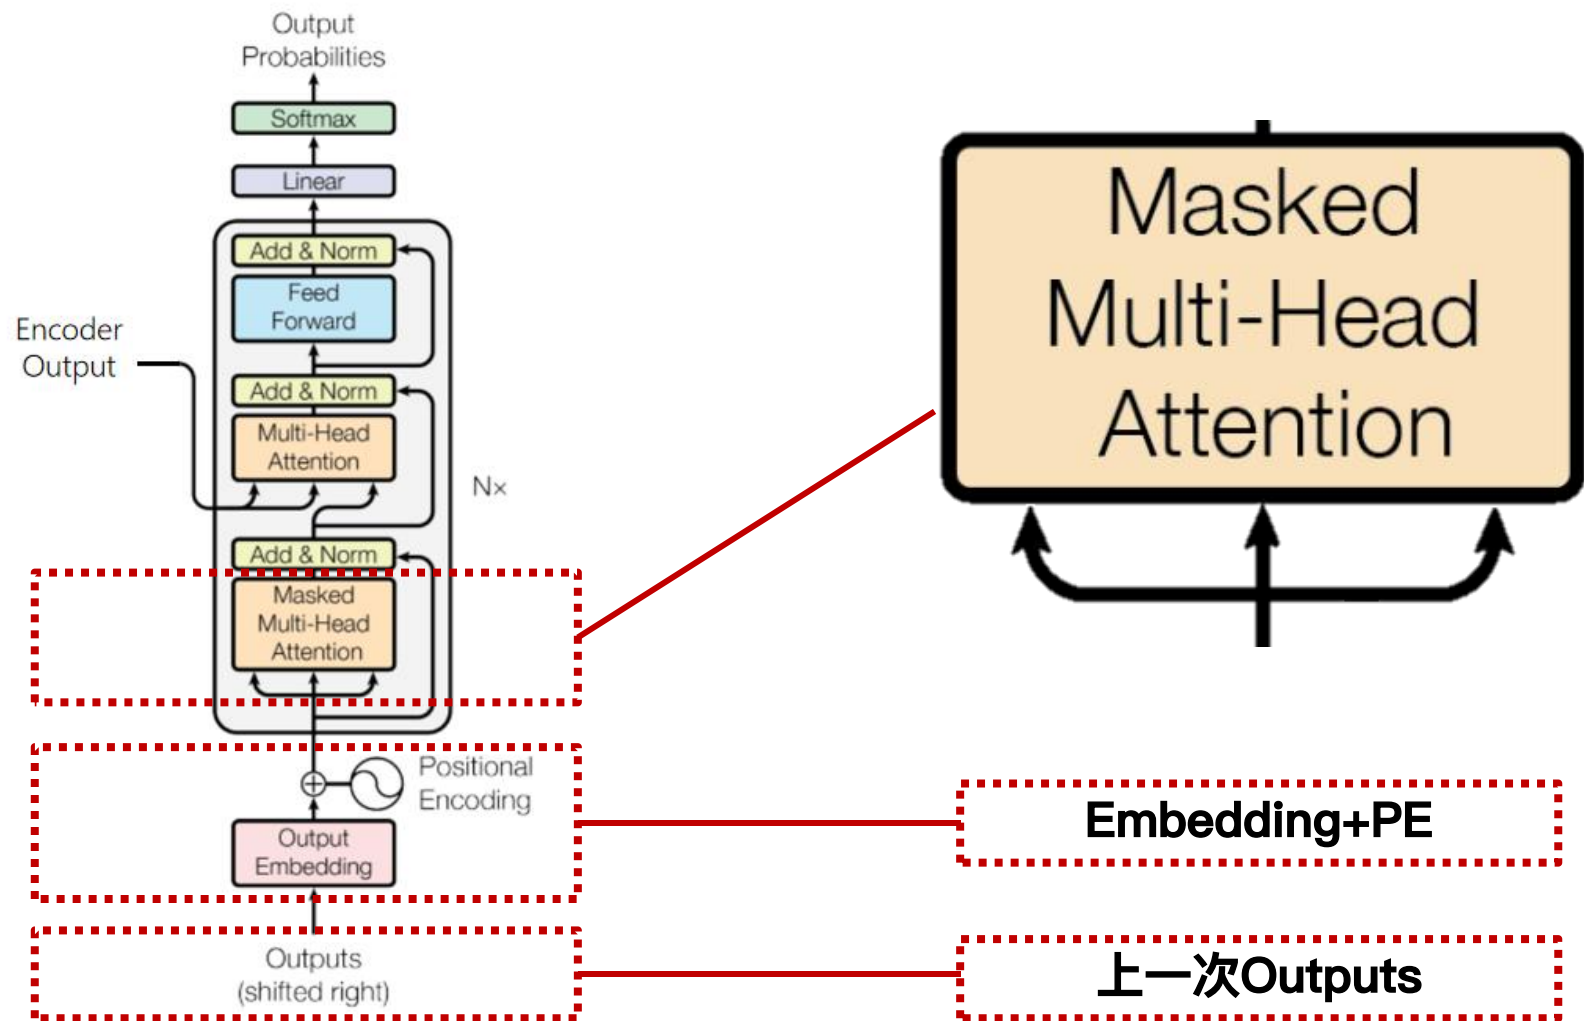 Output
Probabilities
Softmax
Linear
Add & Norm
Feed
Forward
Encoder
Output
Add & Norm
Multi-Head
Attention
N×
Add & Norm
Masked
Multi-Head
Attention
Positional
Encoding
Output
Embedding
Outputs
(shifted right)
Masked
Multi-Head
Attention
Embedding+PE
上一次Outputs